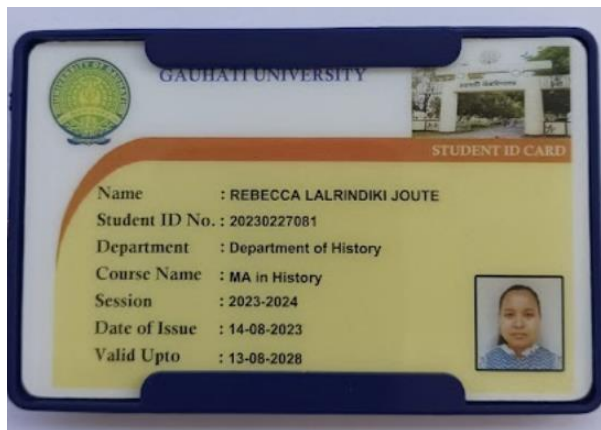 GAUHATI UNIVERSITY
STUDENT ID CARD
Name : REBECCA LALRINDIKI JOUTE
Student ID No. : 20230227081
Department : Department of History
Course Name : MA in History
Session : 2023-2024
Date of Issue : 14-08-2023
Valid Upto : 13-08-2028